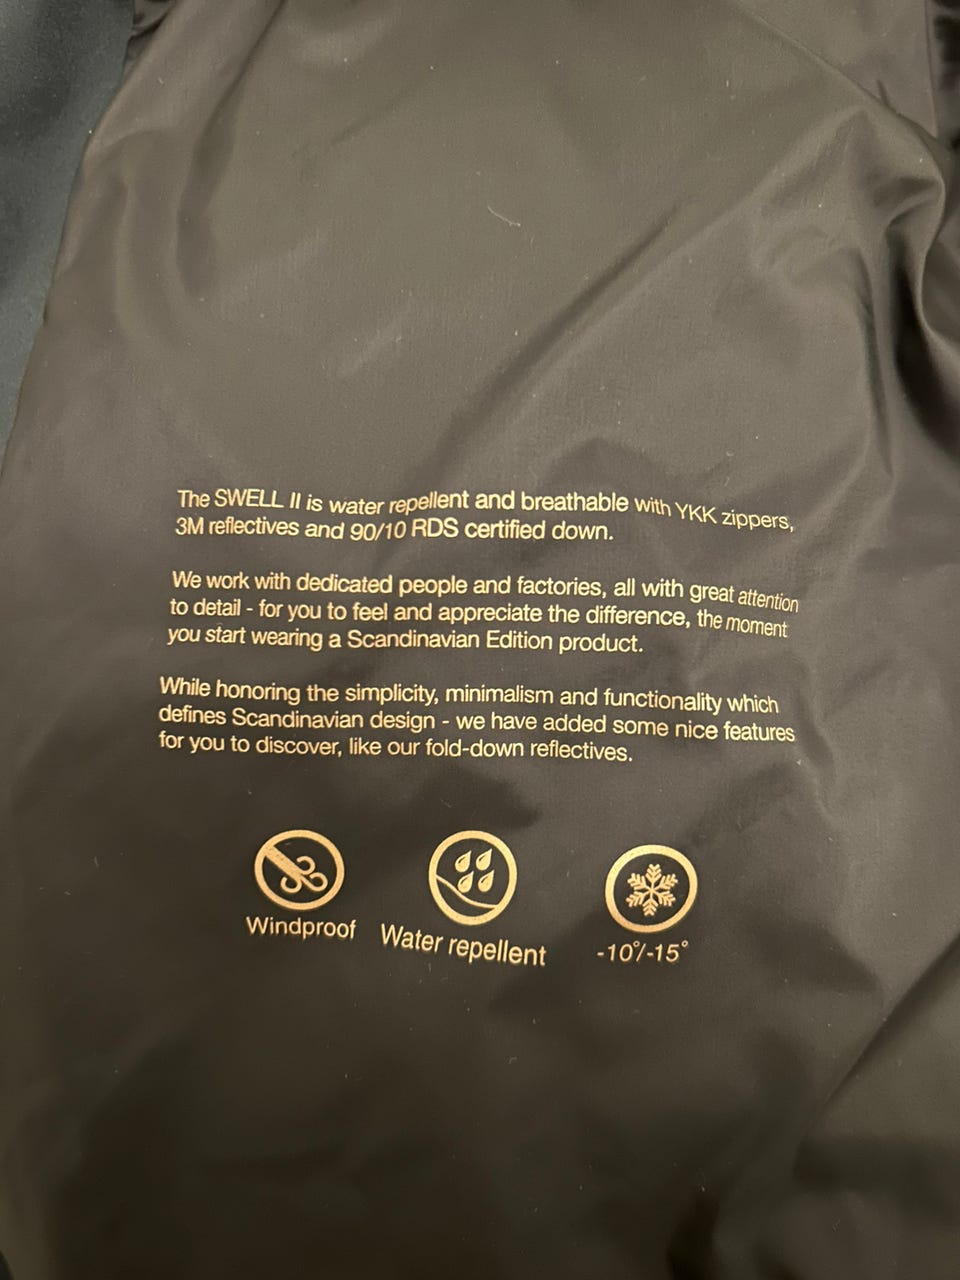 The SWELL II is water repellent and breathable with YKK zippers,
3M reflectives and 90/10 RDS certified down.
We work with dedicated people and factories, all with great attention
to detail - for you to feel and appreciate the difference, the moment
you start wearing a Scandinavian Edition product.
While honoring the simplicity, minimalism and functionality which
defines Scandinavian design - we have added some nice features
for you to discover, like our fold-down reflectives.
Windproof Water repellent -10°/-15°